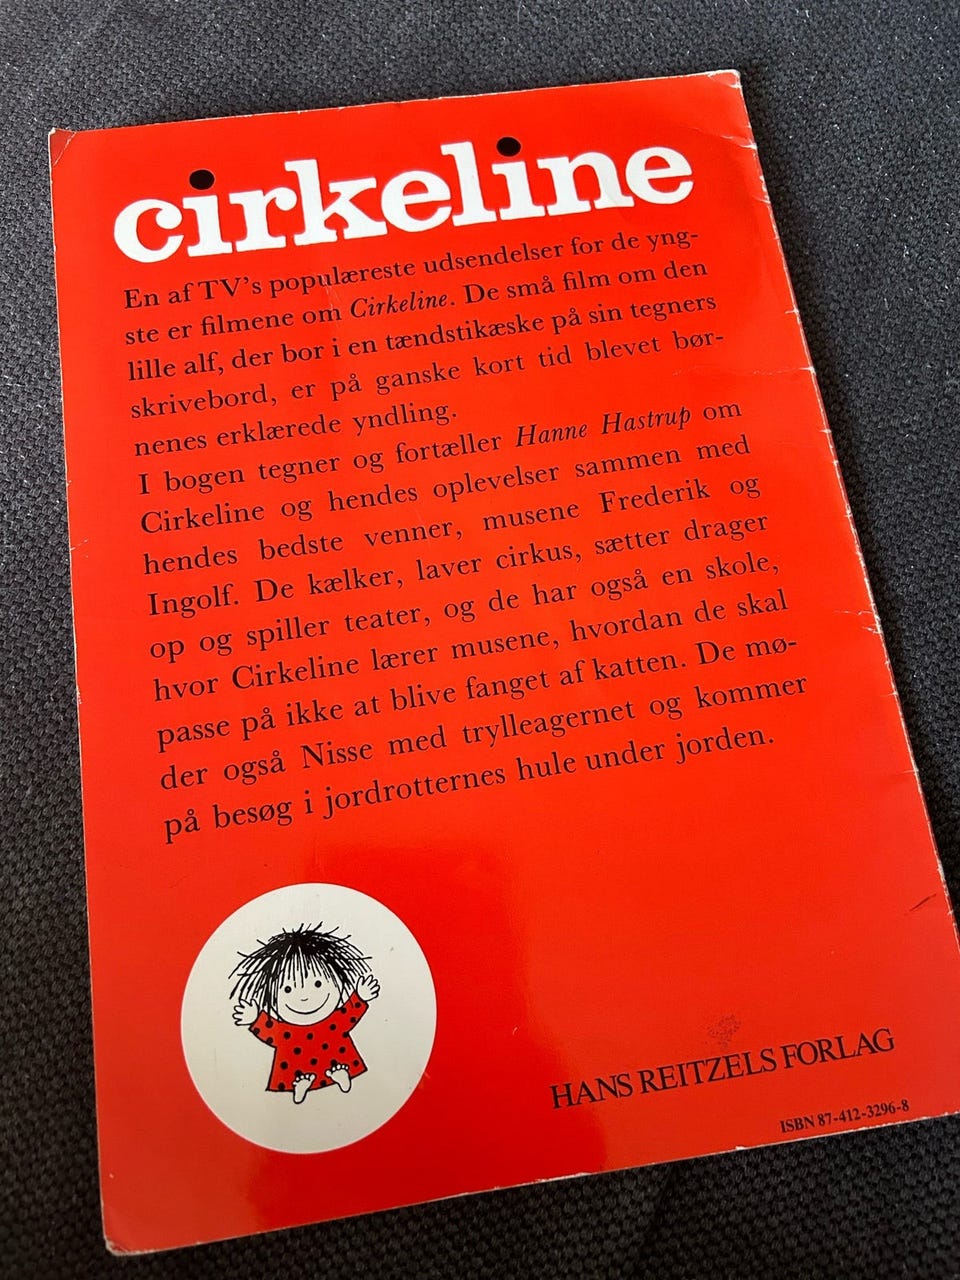 cirkeline
En af TV's populæreste udsendelser for de yng-
ste er filmene om Cirkeline. De små film om den
lille alf, der bor i en tændstikæske på sin tegners
skrivebord, er på ganske kort tid blevet bør-
nenes erklærede yndling.
I bogen tegner og fortæller Hanne Hastrup om
Cirkeline og hendes oplevelser sammen med
hendes bedste venner, musene Frederik og
Ingolf. De kælker, laver cirkus, sætter drager
op og spiller teater, og de har også en skole,
hvor Cirkeline lærer musene, hvordan de skal
passe på ikke at blive fanget af katten. De mø-
der også Nisse med trylleagernet og kommer
på besøg i jordrotternes hule under jorden.
HANS REITZELS FORLAG
ISBN 87-412-3296-8